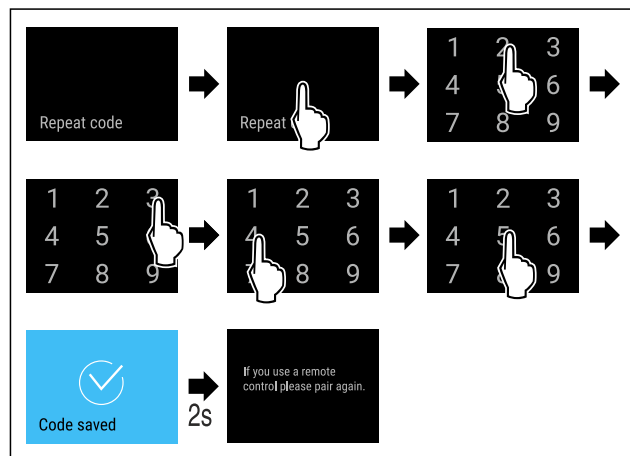 Repeat code
Repeat
1 2 3
4 6
7 8 9
1 2 3
4 5
7 8 9
1 2 3
4 5 6
7 8 9
1 2 3
4 5 6
7 8 9
Code saved
2s
If you use a remote
control please pair again.